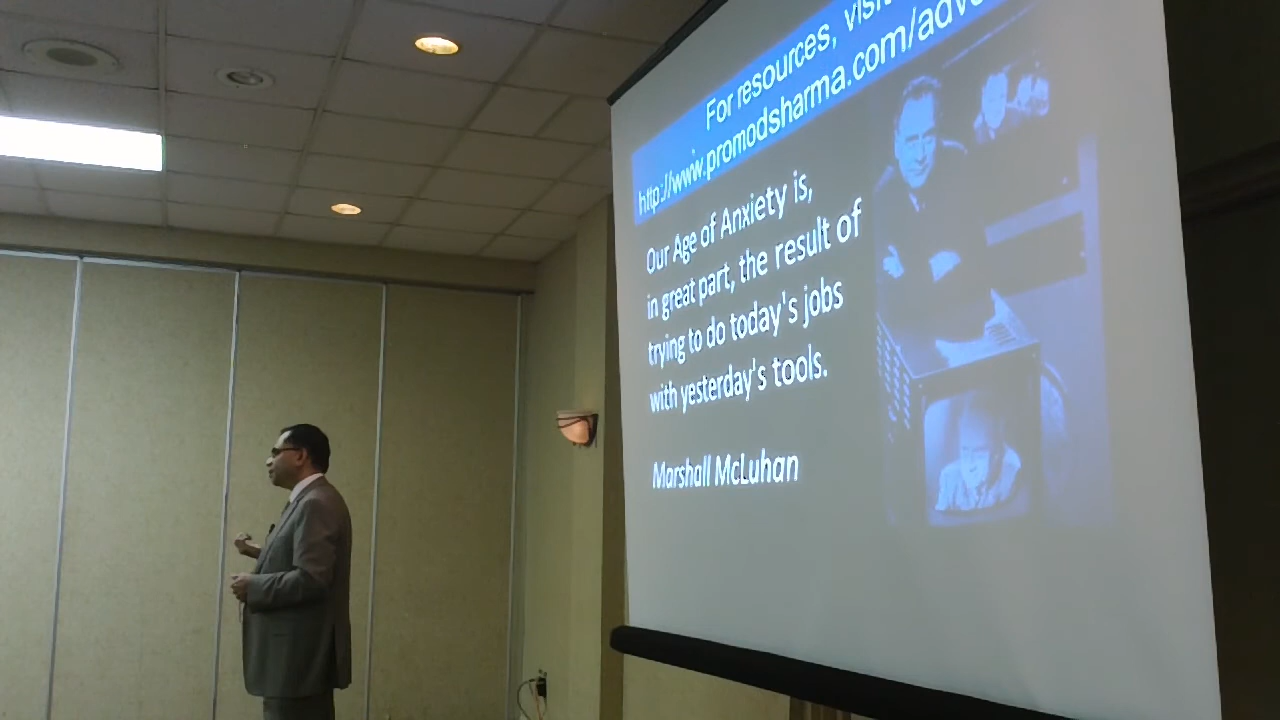 For resources, visit
http://www.promodsharma.com/adv
Our Age of Anxiety is,
in great part, the result of
trying to do today's jobs
with yesterday's tools.
Marshall McLuhan